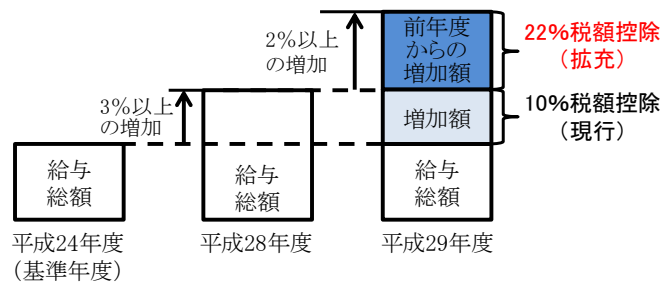 2%以上
の増加
前年度
からの
増加額
22%税額控除
（拡充）
3%以上
の増加
増加額
10%税額控除
（現行）
給与
総額
給与
総額
給与
総額
平成24年度
（基準年度）
平成28年度
平成29年度